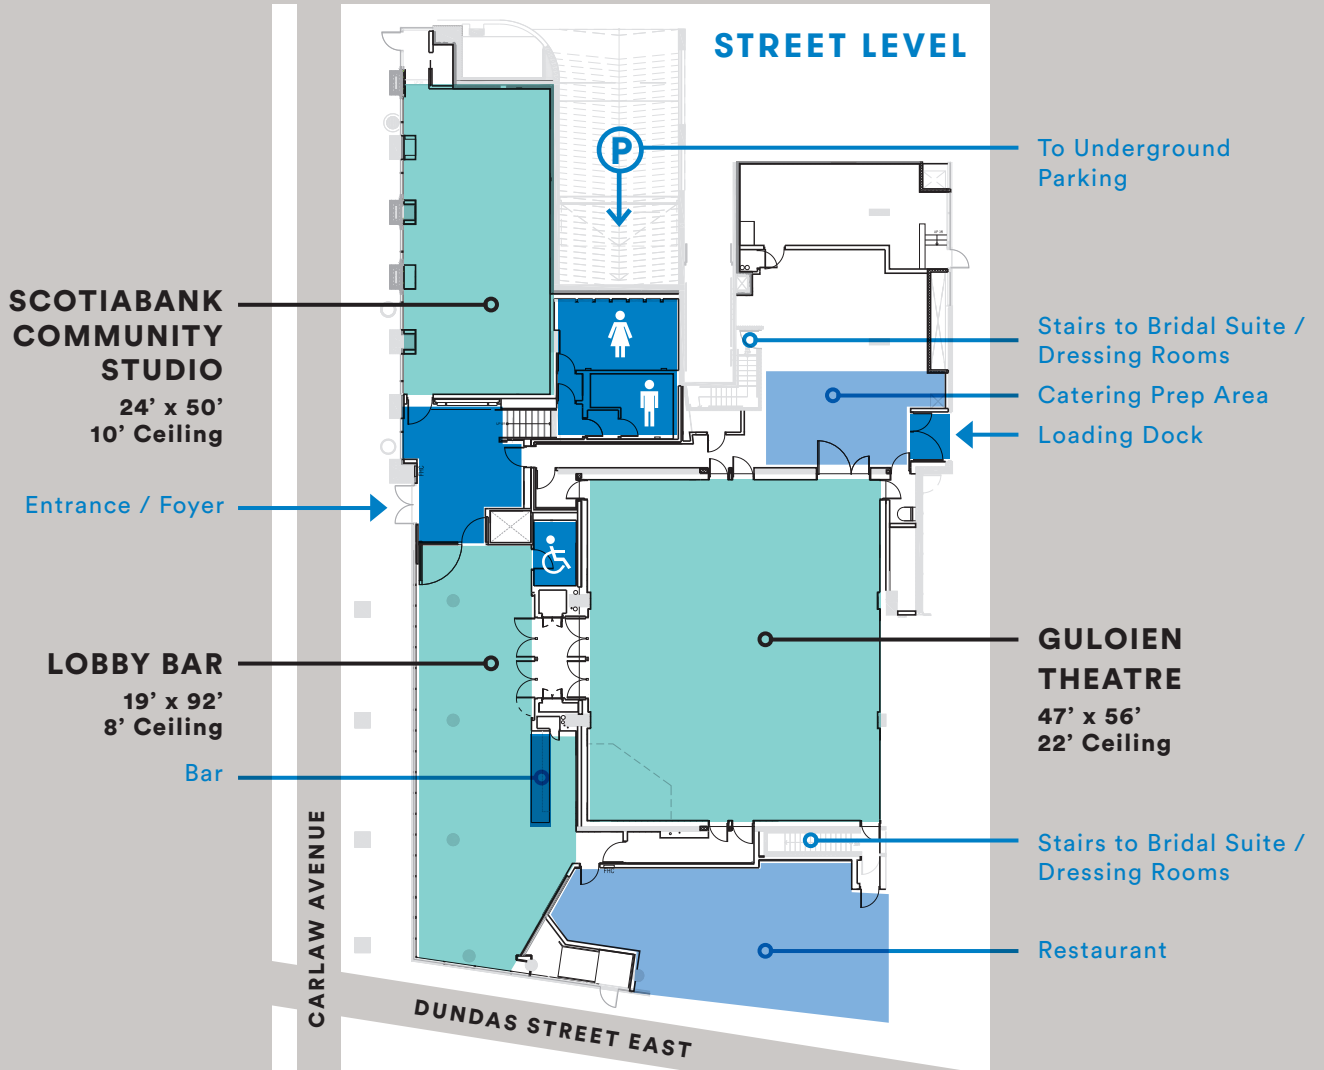 STREET LEVEL
P
To Underground
Parking
SCOTIABANK
COMMUNITY
STUDIO
24’ x 50’
10’ Ceiling
Stairs to Bridal Suite /
Dressing Rooms
Catering Prep Area
Loading Dock
Entrance / Foyer
FHC
LOBBY BAR
19’ x 92’
8’ Ceiling
Bar
GULOIEN
THEATRE
47’ x 56’
22’ Ceiling
Stairs to Bridal Suite /
Dressing Rooms
FHC
Restaurant
CARLAW AVENUE
DUNDAS STREET EAST